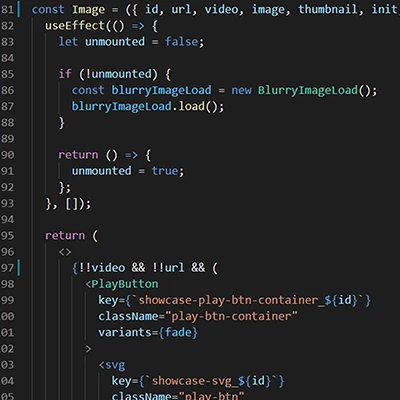 81 const Image = ({ id, url, video, image, thumbnail, init
82 useEffect(() => {
83 let unmounted = false;
84
85 if (!unmounted) {
86 const blurryImageLoad = new BlurryImageLoad();
87 blurryImageLoad.load();
88 }
89
90 return () => {
91 unmounted = true;
92 };
93 }, []);
94
95 return (
96 <>
97 {!!video && !!url && (
98 <PlayButton
99 key={`showcase-play-btn-container_${id}`}
00 className="play-btn-container"
01 variants={fade}
02 >
03 <svg
04 key={`showcase-svg_${id}`}
05 className="play-btn"